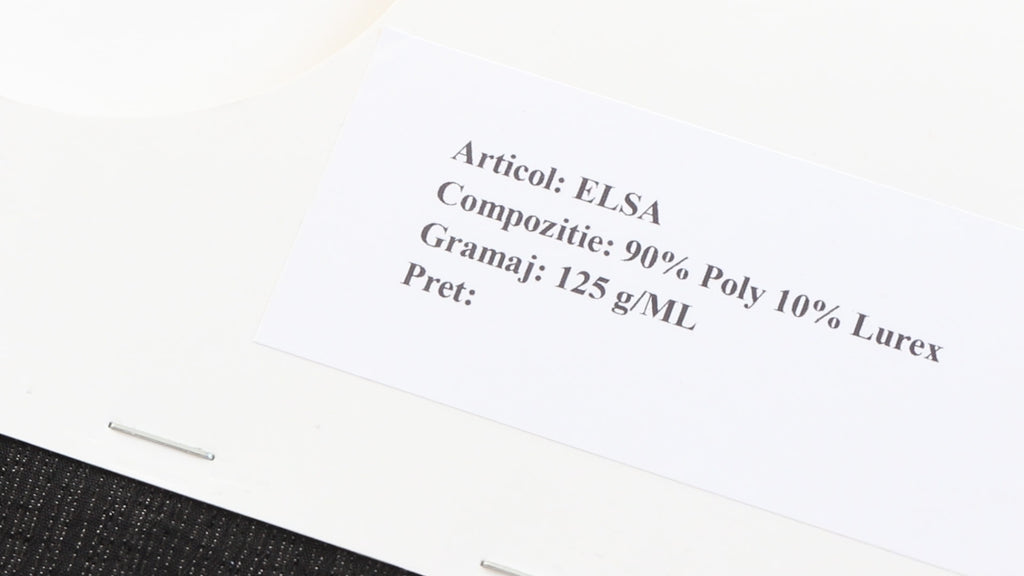 Articol: ELSA
Compozitie: 90% Poly 10% Lurex
Gramaj: 125 g/ML
Pret: